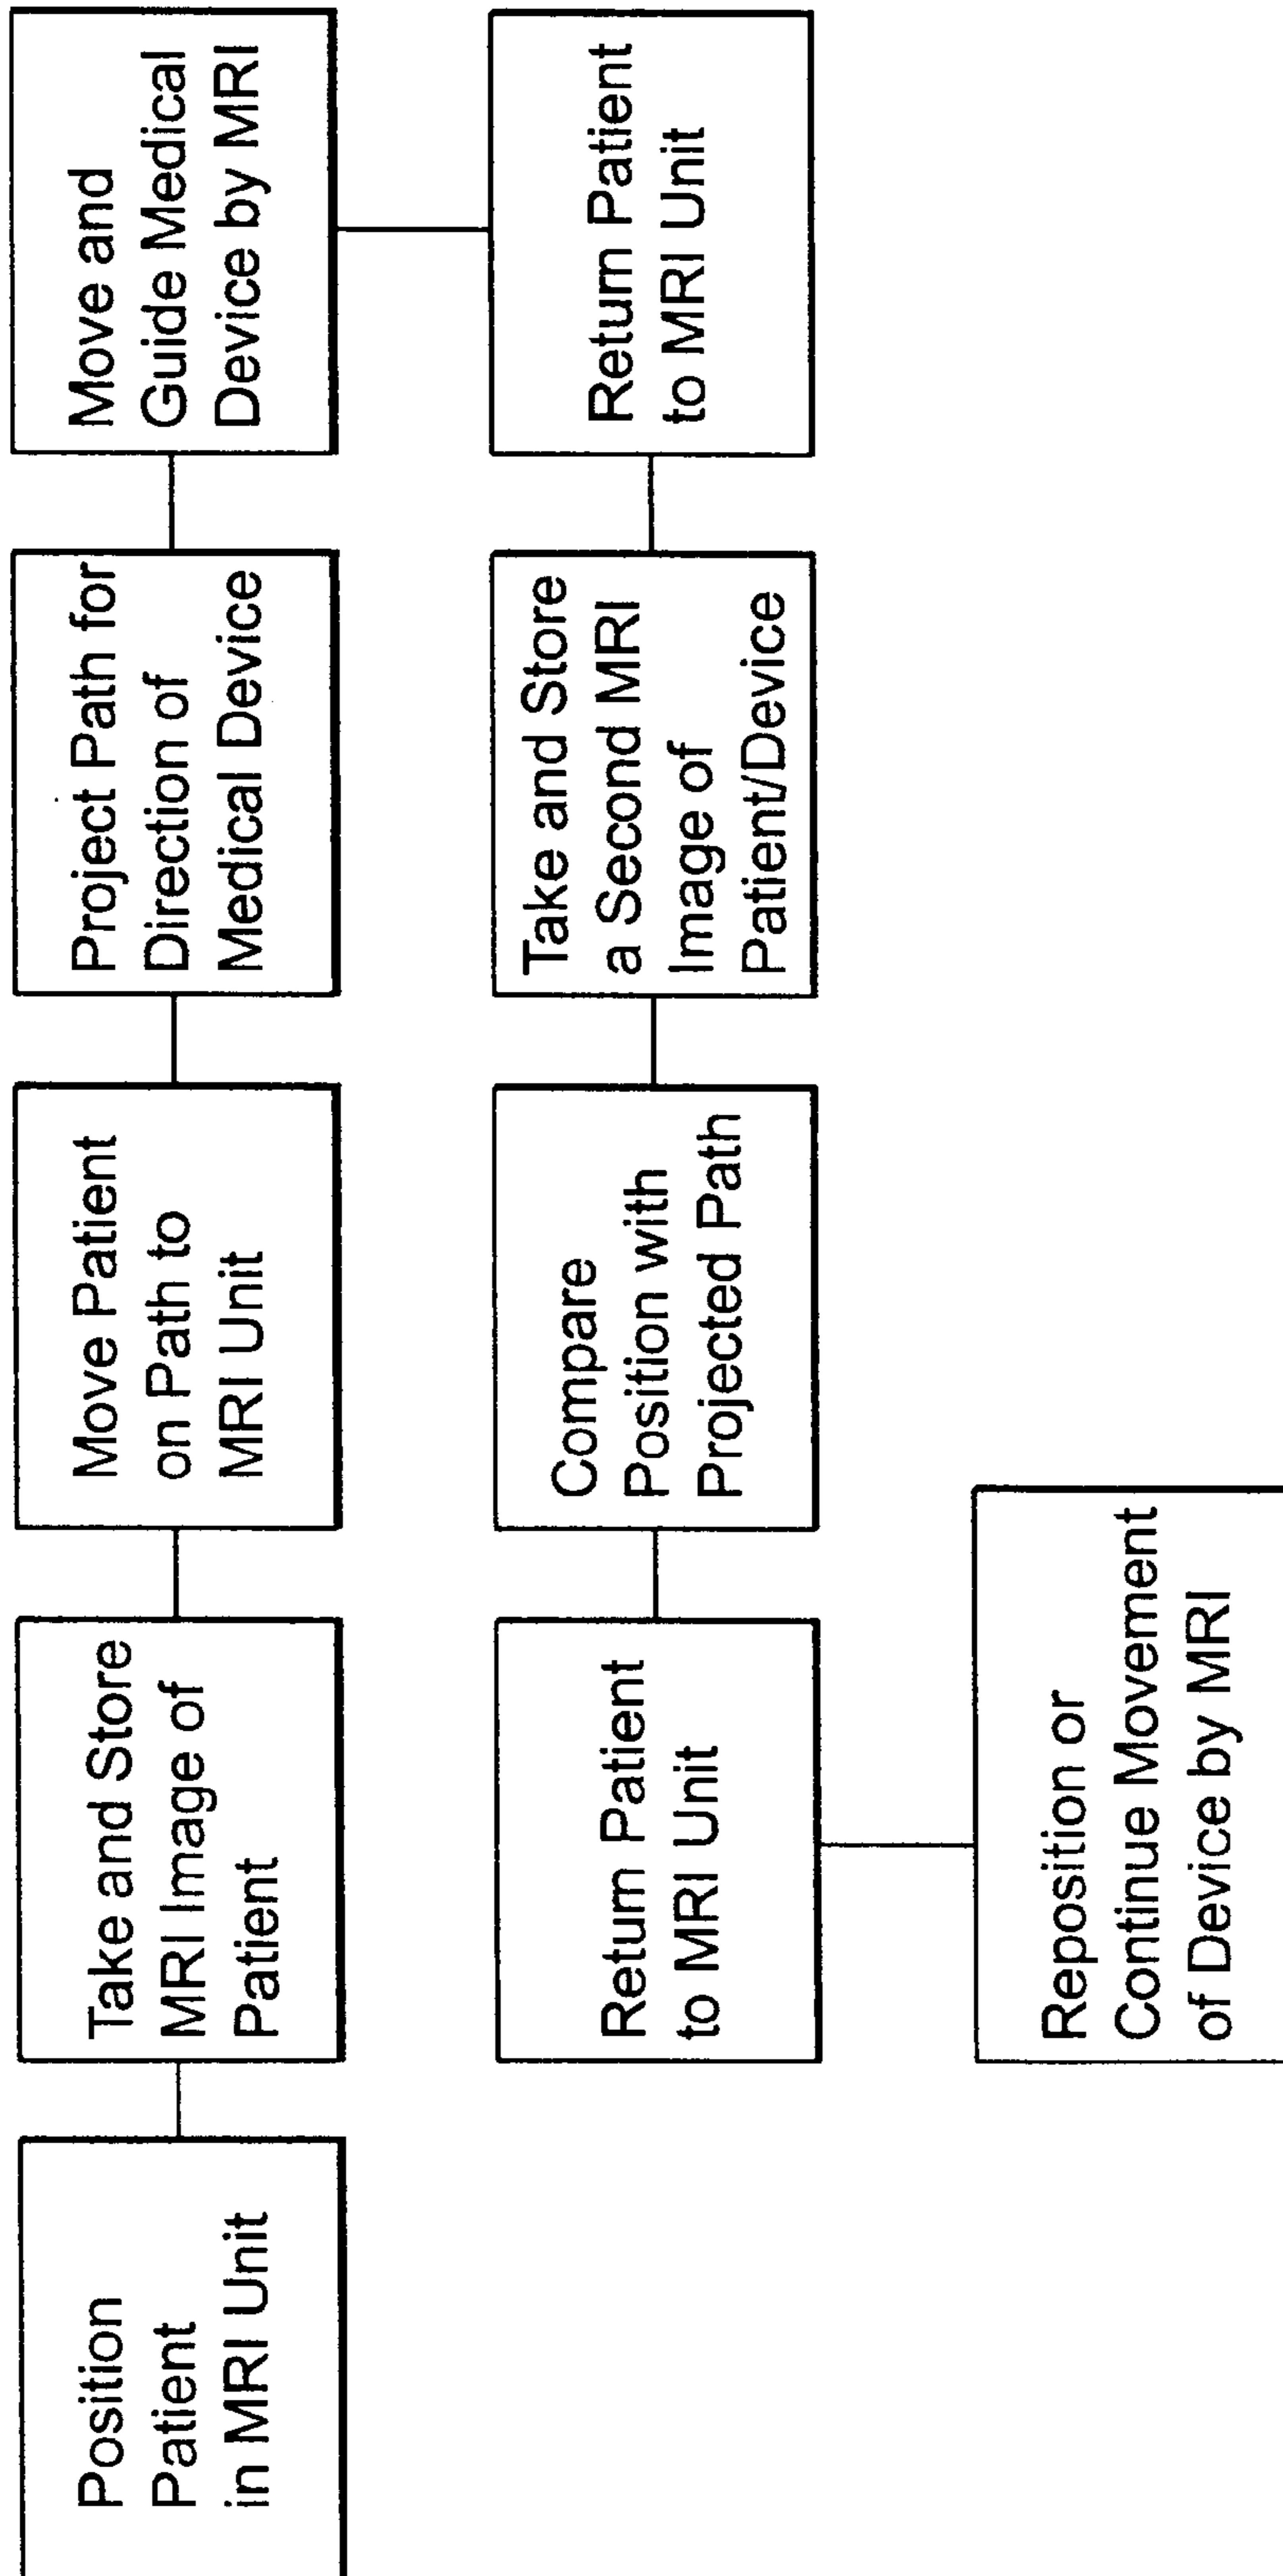 Position
Patient
in MRI Unit
Take and Store
MRI Image of
Patient
Move Patient
on Path to
MRI Unit
Project Path for
Direction of
Medical Device
Move and
Guide Medical
Device by MRI
Return Patient
to MRI Unit
Take and Store
a Second MRI
Image of
Patient/Device
Compare
Position with
Projected Path
Return Patient
to MRI Unit
Reposition or
Continue Movement
of Device by MRI